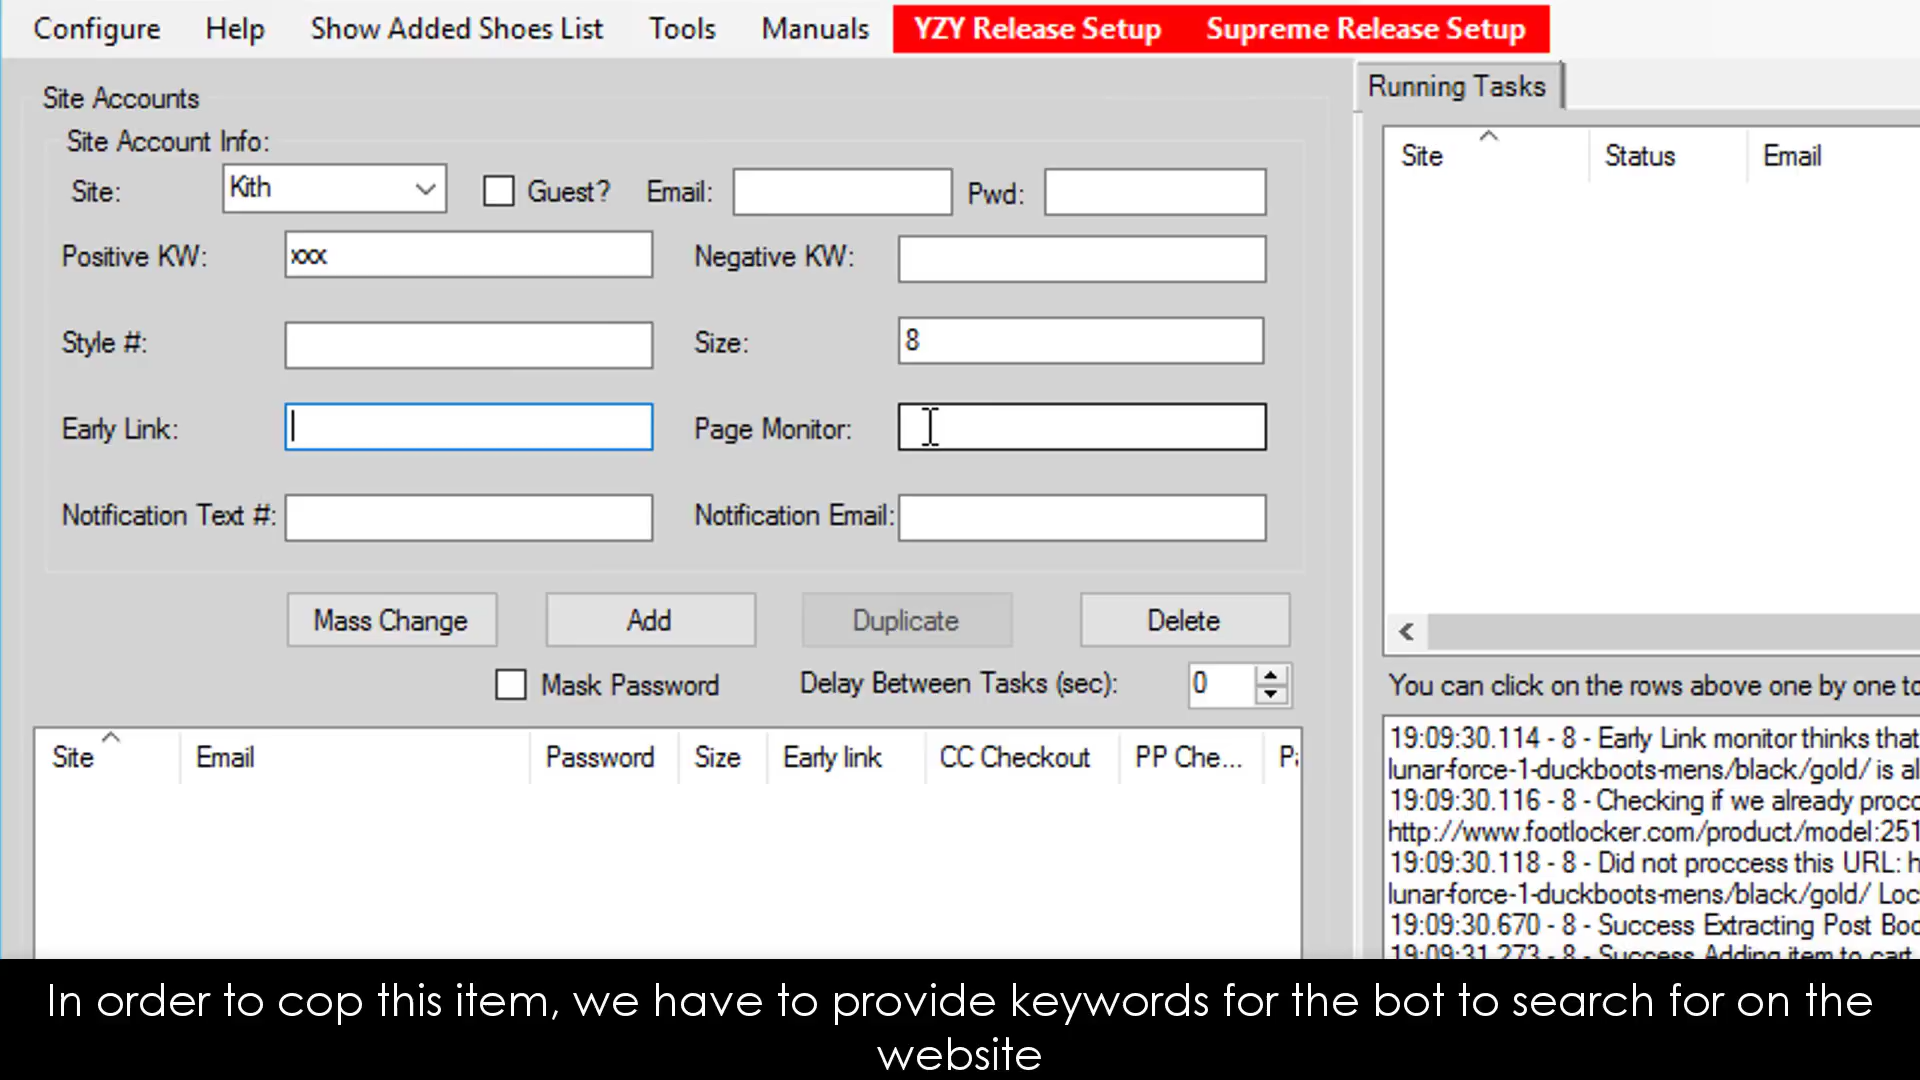 Configure Help Show Added Shoes List Tools Manuals YZY Release Setup Supreme Release Setup
Site Accounts
Site Account Info:
Site: Kith Guest? Email: Pwd:
Positive KW: xxx Negative KW:
Style #: Size: 8
Early Link: Page Monitor:
Notification Text #: Notification Email:
Mass Change Add Duplicate Delete
Mask Password Delay Between Tasks (sec): 0
Site Email Password Size Early link CC Checkout PP Che...
Running Tasks
Site Status Email
You can click on the rows above one by one to
19:09:30.114 - 8 - Early Link monitor thinks that
lunar-force-1-duckboots-mens/black/gold/ is al
19:09:30.116 - 8 - Checking if we already procc
http://www.footlocker.com/product/model:251
19:09:30.118 - 8 - Did not proccess this URL: h
lunar-force-1-duckboots-mens/black/gold/ Loc
19:09:30.670 - 8 - Success Extracting Post Boc
19:09:31.273 - 8 - Success Adding item to cart
In order to cop this item, we have to provide keywords for the bot to search for on the
website